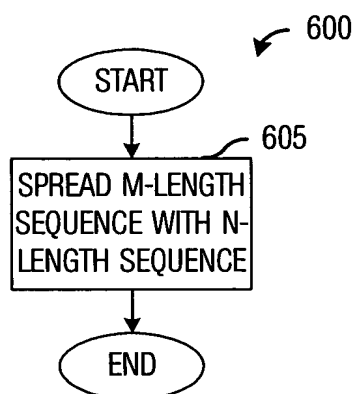 600
START
605
SPREAD M-LENGTH
SEQUENCE WITH N-
LENGTH SEQUENCE
END